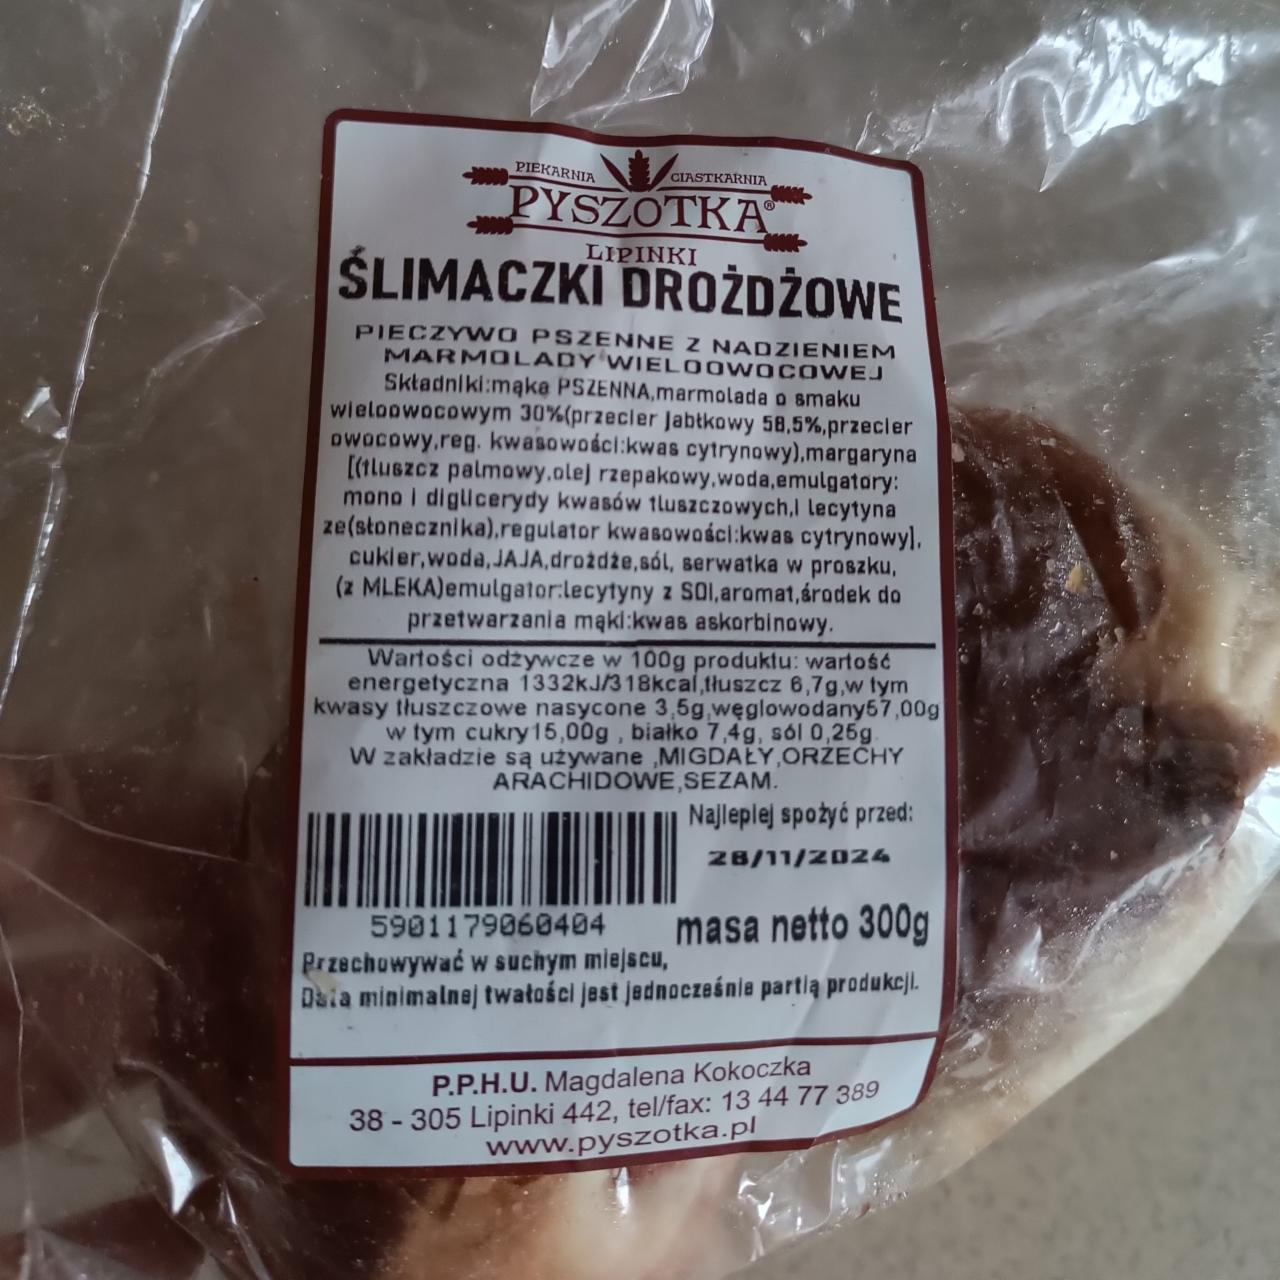 PIEKARNIA CIASTKARNIA
PYSZOTKA®
LIPINKI
ŚLIMACZKI DROŻDŻOWE
PIECZYWO PSZENNE Z NADZIENIEM
MARMOLADY WIELOOWOCOWEJ
Składniki:mąka PSZENNA,marmolada o smaku
wieloowocowym 30%(przecier jabłkowy 58,5%,przecier
owocowy,reg. kwasowości:kwas cytrynowy),margaryna
[(tłuszcz palmowy,olej rzepakowy,woda,emulgatory:
mono i diglicerydy kwasów tłuszczowych,i lecytyna
ze(słonecznika),regulator kwasowości:kwas cytrynowy],
cukier,woda,JAJA,drożdże,sól, serwatka w proszku,
(z MLEKA)emulgator:lecytyny z SOI,aromat,środek do
przetwarzania mąki:kwas askorbinowy.
Wartości odżywcze w 100g produktu: wartość
energetyczna 1332kJ/318kcal,tłuszcz 6,7g,w tym
kwasy tłuszczowe nasycone 3,5g,węglowodany57,00g
w tym cukry15,00g , białko 7,4g, sól 0,25g.
W zakładzie są używane ,MIGDAŁY,ORZECHY
ARACHIDOWE,SEZAM.
Najlepiej spożyć przed:
28/11/2024
5901179060404
masa netto 300g
Przechowywać w suchym miejscu,
Data minimalnej twałości jest jednocześnie partią produkcji.
P.P.H.U. Magdalena Kokoczka
38 - 305 Lipinki 442, tel/fax: 13 44 77 389
www.pyszotka.pl